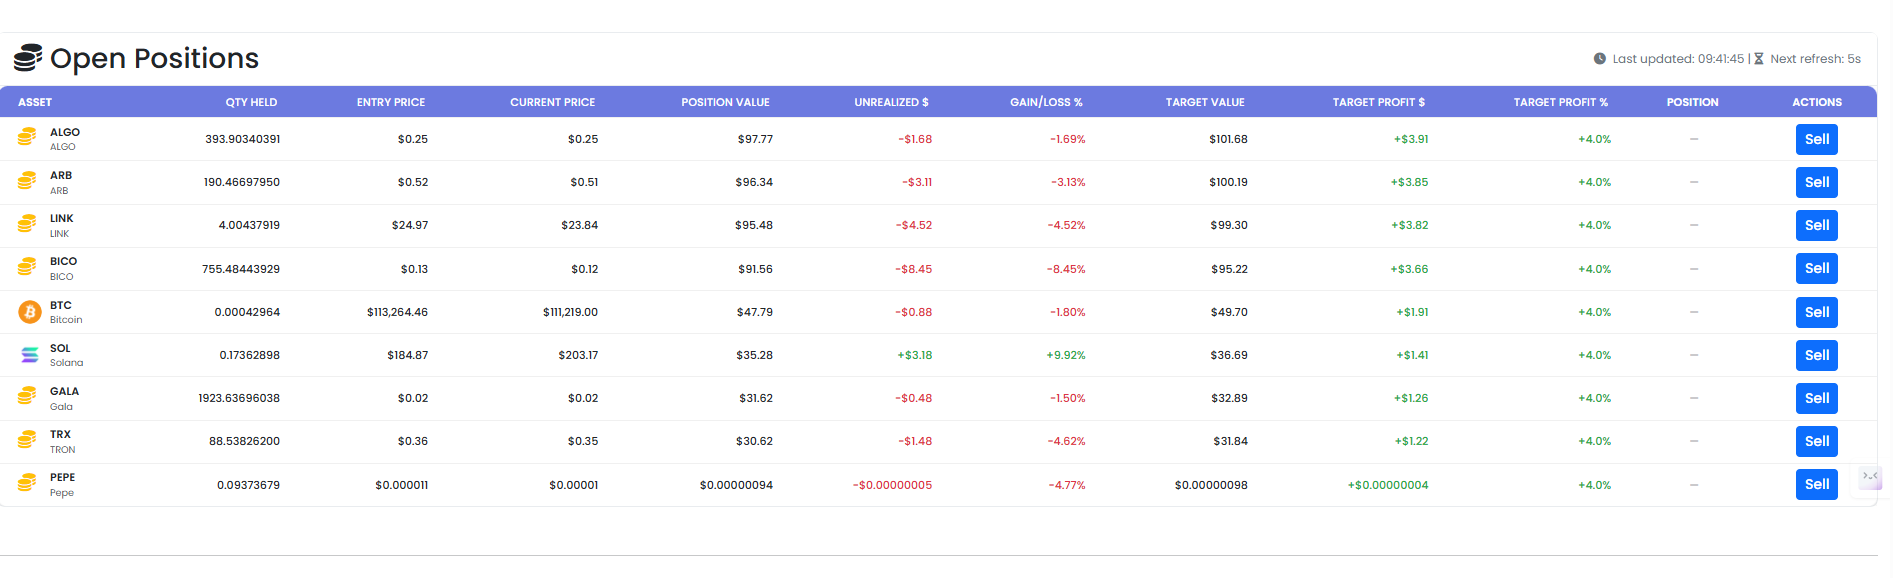 Open Positions
Last updated: 09:41:45 | Next refresh: 5s
ASSET QTY HELD ENTRY PRICE CURRENT PRICE POSITION VALUE UNREALIZED $ GAIN/LOSS % TARGET VALUE TARGET PROFIT $ TARGET PROFIT % POSITION ACTIONS
ALGO 393.90340391 $0.25 $0.25 $97.77 -$1.68 -1.69% $101.68 +$3.91 +4.0% — Sell
ALGO
ARB 190.46697950 $0.52 $0.51 $96.34 -$3.11 -3.13% $100.19 +$3.85 +4.0% — Sell
ARB
LINK 4.00437919 $24.97 $23.84 $95.48 -$4.52 -4.52% $99.30 +$3.82 +4.0% — Sell
LINK
BICO 755.48443929 $0.13 $0.12 $91.56 -$8.45 -8.45% $95.22 +$3.66 +4.0% — Sell
BICO
BTC 0.00042964 $113,264.46 $111,219.00 $47.79 -$0.88 -1.80% $49.70 +$1.91 +4.0% — Sell
Bitcoin
SOL 0.17362898 $184.87 $203.17 $35.28 +$3.18 +9.92% $36.69 +$1.41 +4.0% — Sell
Solana
GALA 1923.63696038 $0.02 $0.02 $31.62 -$0.48 -1.50% $32.89 +$1.26 +4.0% — Sell
Gala
TRX 88.53826200 $0.36 $0.35 $30.62 -$1.48 -4.62% $31.84 +$1.22 +4.0% — Sell
TRON
PEPE 0.09373679 $0.000011 $0.00001 $0.00000094 -$0.00000005 -4.77% $0.00000098 +$0.00000004 +4.0% — Sell
Pepe